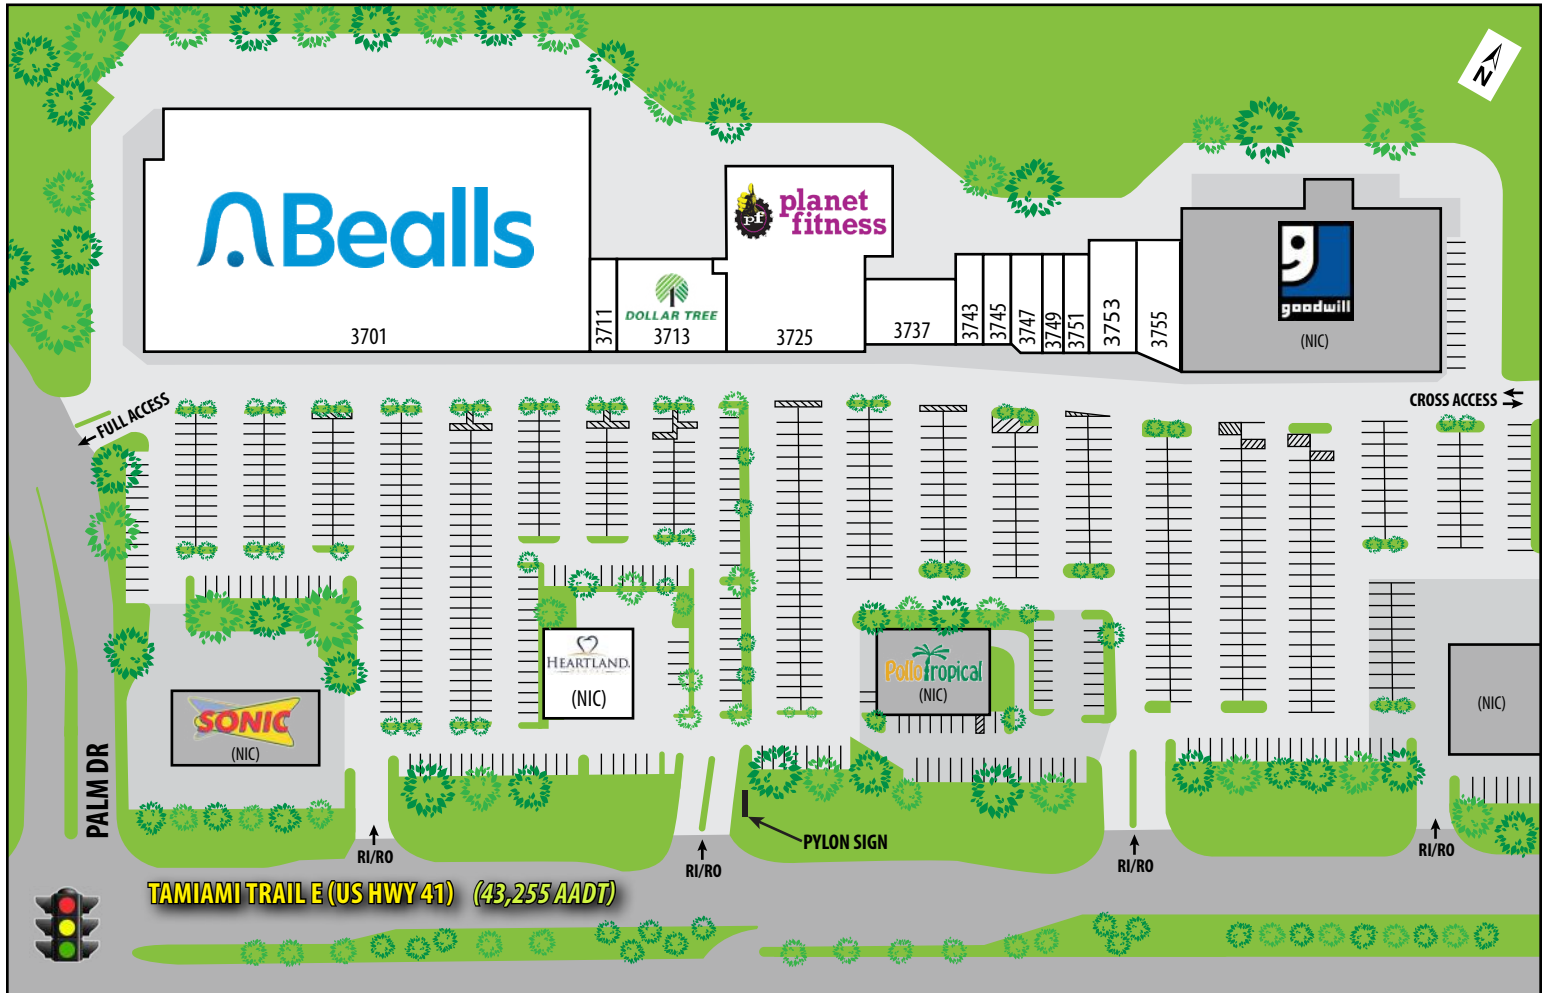 N
Bealls
3701
3711
DOLLAR TREE
3713
pf
planet
fitness
3725
3737
3743
3745
3747
3749
3751
3753
3755
g
goodwill
(NIC)
FULL ACCESS
CROSS ACCESS
HEARTLAND
(NIC)
Pollo Tropical
(NIC)
SONIC
(NIC)
(NIC)
PALM DR
PYLON SIGN
RI/RO
RI/RO
RI/RO
RI/RO
TAMIAMI TRAIL E (US HWY 41) (43,255 AADT)